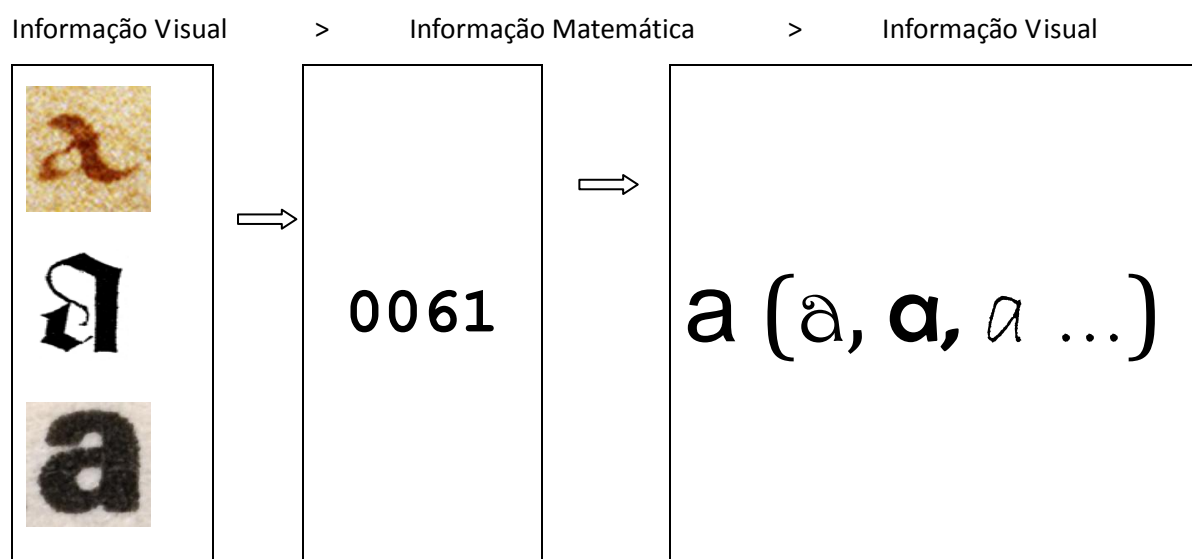 Informação Visual > Informação Matemática > Informação Visual
a
a
a
0061
a (a, a, a ...)